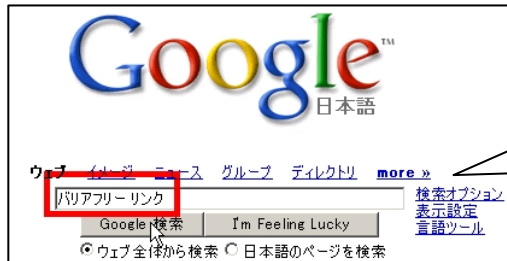 Google™
日本語
ウェブ イメージ ニュース グループ ディレクトリ more »
バリアフリー リンク
検索オプション
表示設定
言語ツール
Google 検索 I'm Feeling Lucky
ウェブ全体から検索 日本語のページを検索